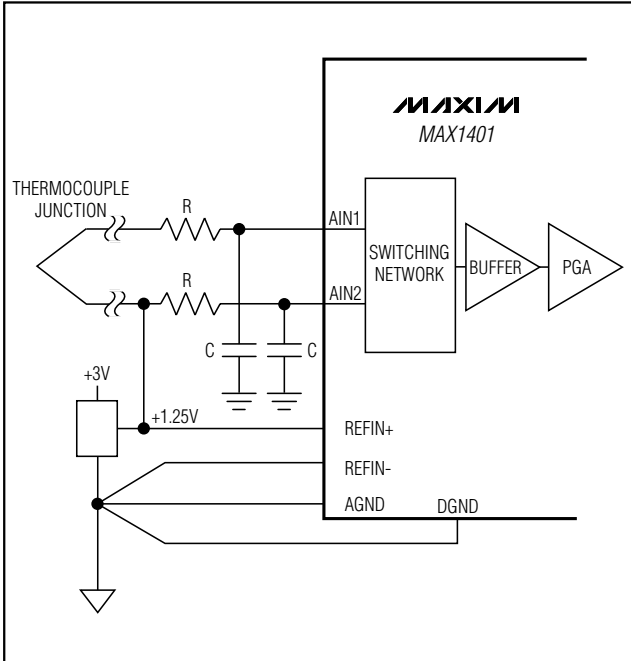 MAXIM
MAX1401
THERMOCOUPLE
JUNCTION
R
AIN1
SWITCHING
NETWORK
BUFFER
PGA
R
AIN2
C
C
+3V
+1.25V
REFIN+
REFIN-
AGND
DGND